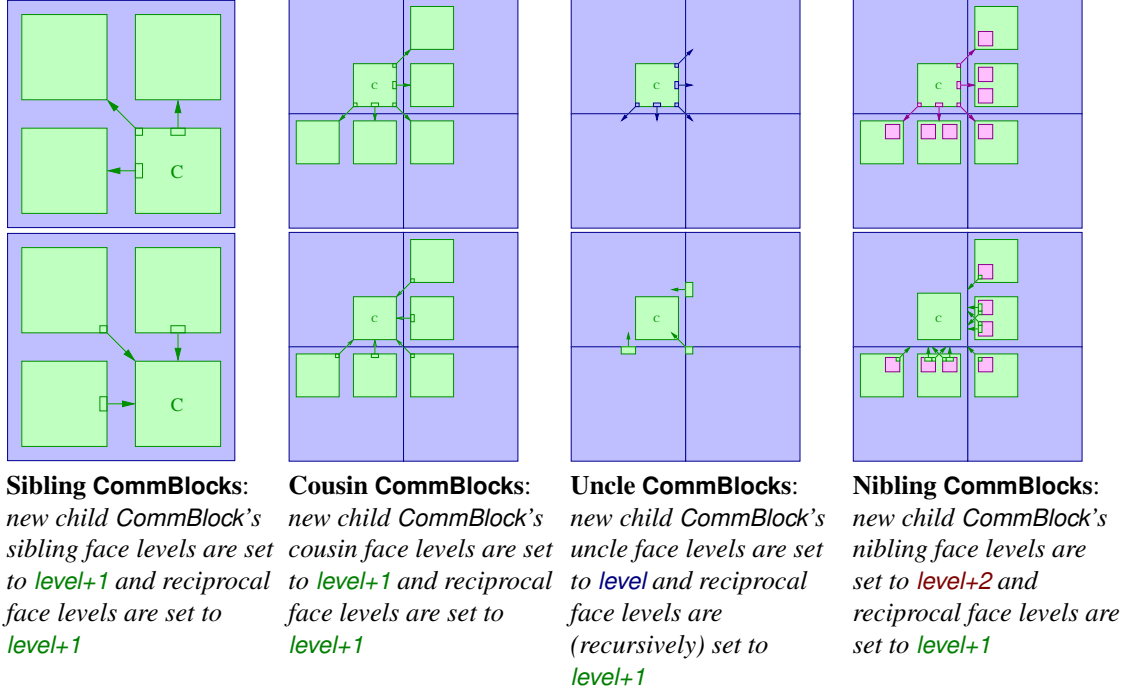 C
C
C
C
C
C
C
C
Sibling CommBlocks:
new child CommBlock's
sibling face levels are set
to level+1 and reciprocal
face levels are set to
level+1
Cousin CommBlocks:
new child CommBlock's
cousin face levels are set
to level+1 and reciprocal
face levels are set to
level+1
Uncle CommBlocks:
new child CommBlock's
uncle face levels are set
to level and reciprocal
face levels are
(recursively) set to
level+1
Nibling CommBlocks:
new child CommBlock's
nibling face levels are
set to level+2 and
reciprocal face levels are
set to level+1